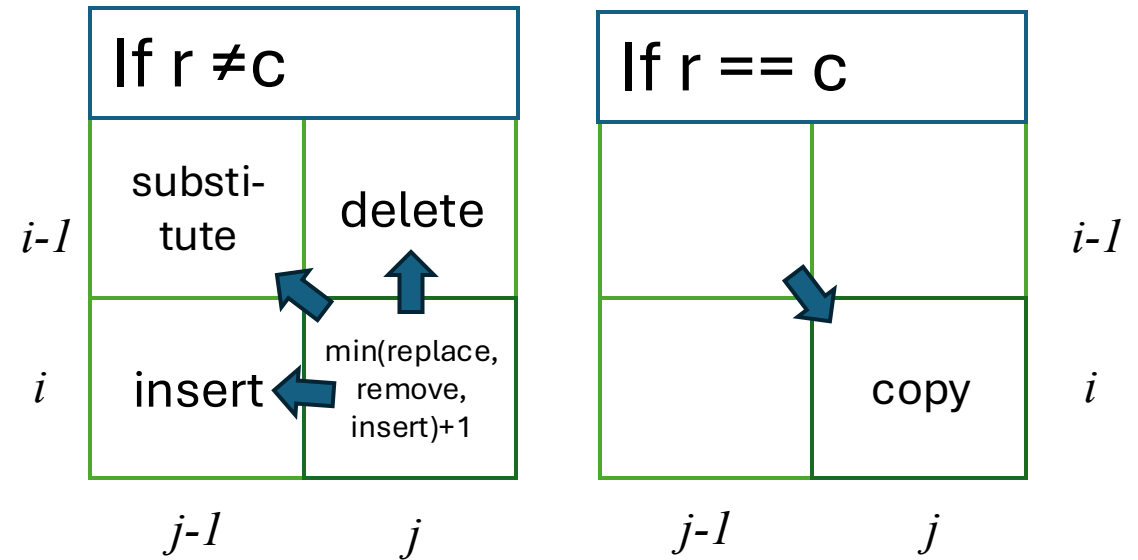 If r ≠c
If r == c
substi-
tute
delete
i-1
i-1
insert
min(replace,
remove,
insert)+1
copy
i
i
j-1
j
j-1
j